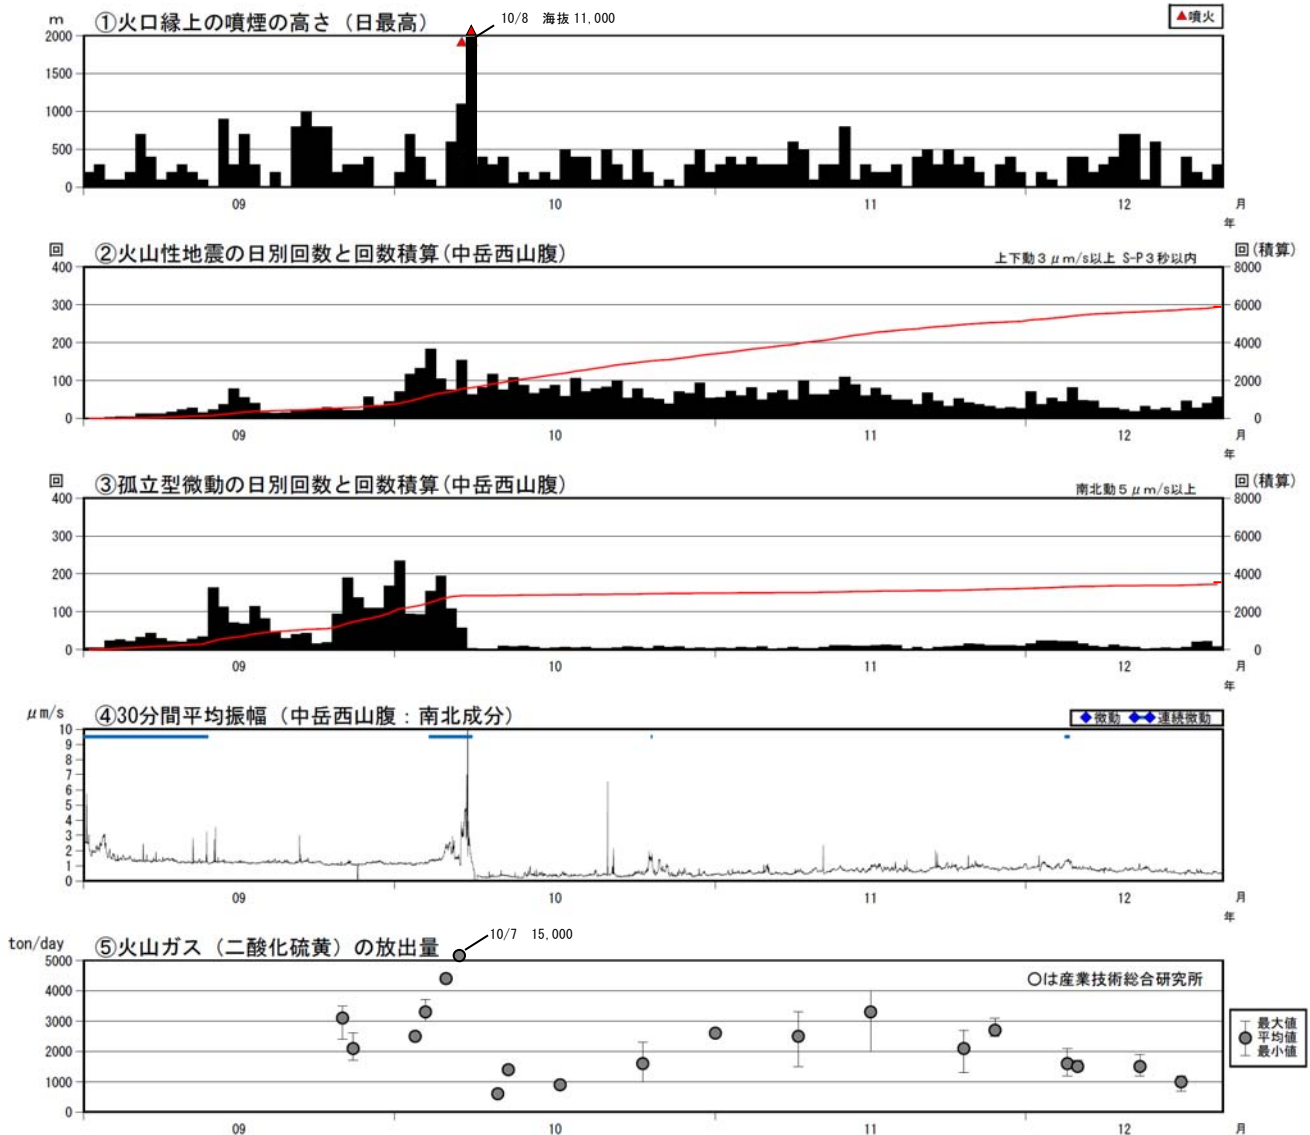 m ①火口縁上の噴煙の高さ（日最高） 10/8 海抜 11,000 ▲噴火
2000
1500
1000
500
0
09 10 11 12 月
年
回 ②火山性地震の日別回数と回数積算(中岳西山腹) 上下動３μｍ/s以上 S-P３秒以内 回(積算)
400 8000
300 6000
200 4000
100 2000
0 0
09 10 11 12 月
年
回 ③孤立型微動の日別回数と回数積算(中岳西山腹) 南北動５μｍ/s以上 回(積算)
400 8000
300 6000
200 4000
100 2000
0 0
09 10 11 12 月
年
μm/s ④30分間平均振幅（中岳西山腹：南北成分） ◆微動 ◆◆連続微動
10
9
8
7
6
5
4
3
2
1
0
09 10 11 12 月
年
ton/day ⑤火山ガス（二酸化硫黄）の放出量 10/7 15,000
5000 ○は産業技術総合研究所
4000
3000 最大値
2000 平均値
1000 最小値
0
09 10 11 12 月